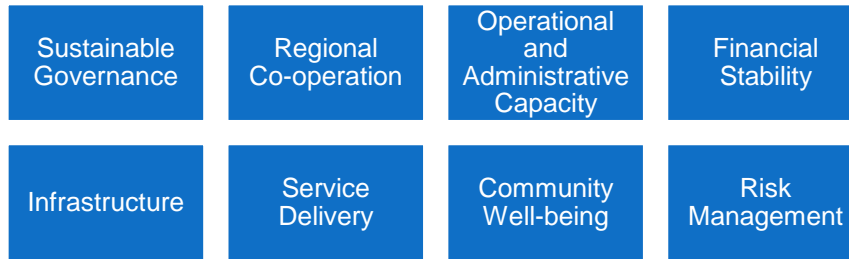 Sustainable
Governance
Regional
Co-operation
Operational
and
Administrative
Capacity
Financial
Stability
Infrastructure
Service
Delivery
Community
Well-being
Risk
Management